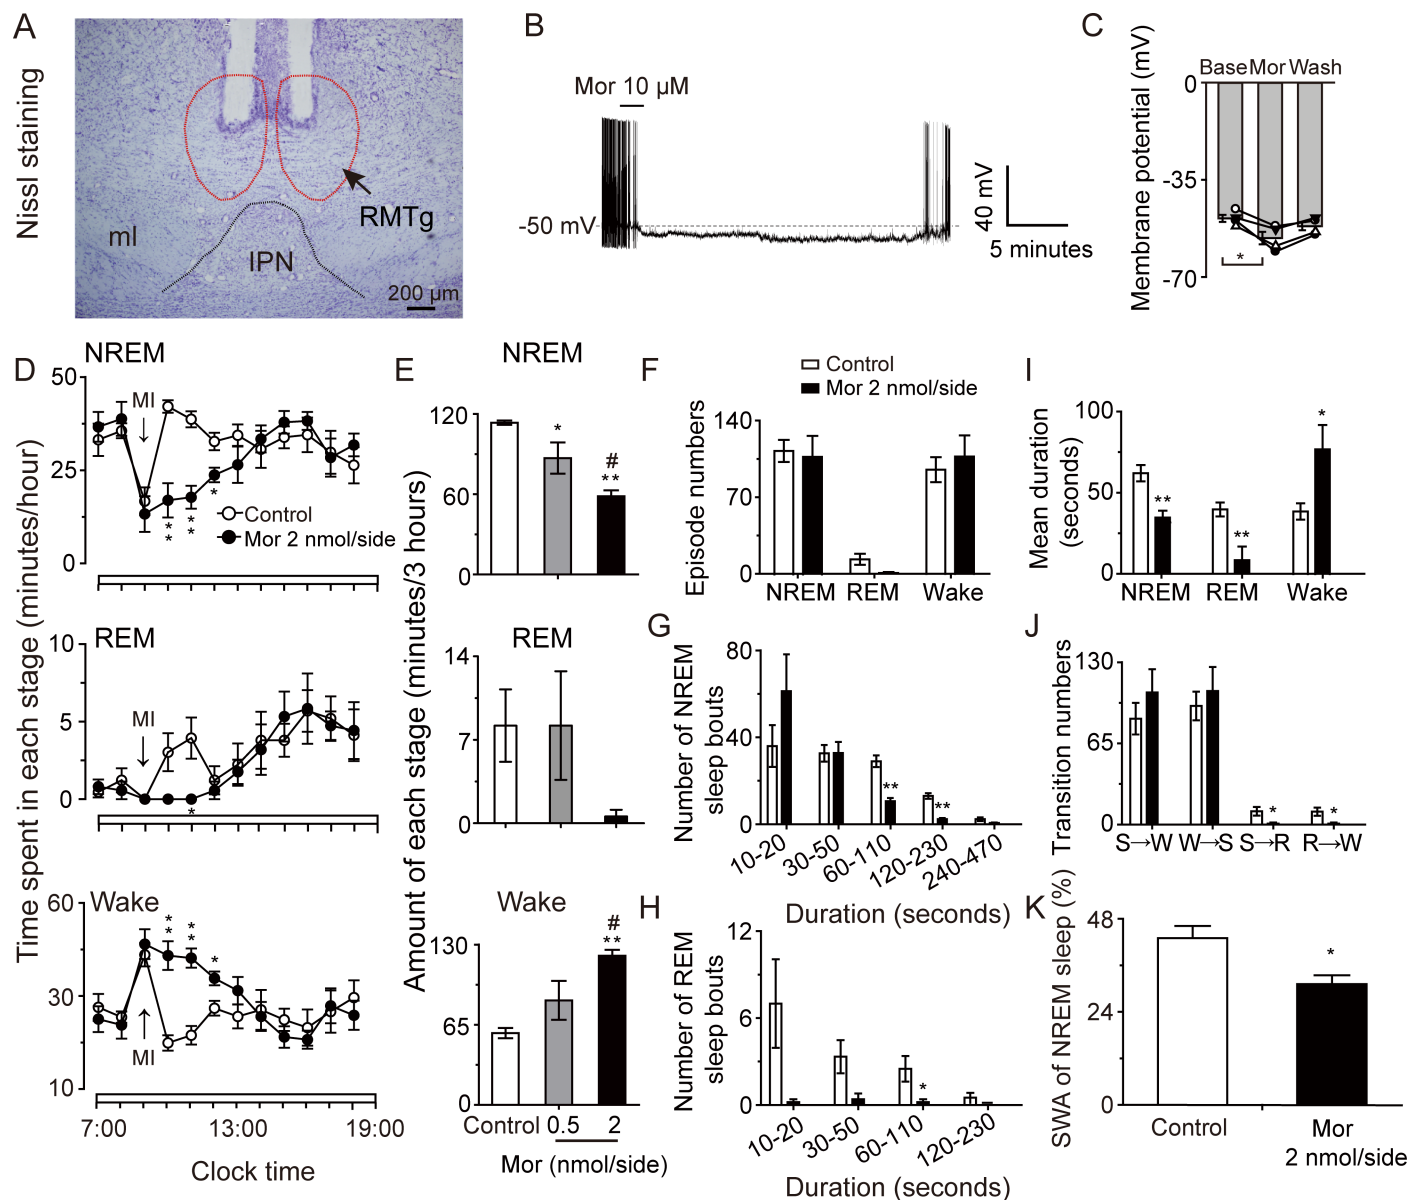 A
Nissl staining
ml
IPN
RMTg
200 µm
B
Mor 10 µM
-50 mV
40 mV
5 minutes
C
Membrane potential (mV)
Base Mor Wash
0
-35
-70
*
D
Time spent in each stage (minutes/hour)
NREM
50
25
0
MI
**
**
*
Control
Mor 2 nmol/side
REM
10
5
0
MI
*
Wake
60
30
10
MI
**
**
*
7:00 13:00 19:00
Clock time
E
Amount of each stage (minutes/3 hours)
NREM
120
60
0
*
#
**
REM
14
7
0
Wake
130
65
0
#
**
Control 0.5 2
Mor (nmol/side)
F
Control
Mor 2 nmol/side
Episode numbers
140
70
0
NREM REM Wake
G
Number of NREM
sleep bouts
80
40
0
**
**
10-20
30-50
60-110
120-230
240-470
Duration (seconds)
H
Number of REM
sleep bouts
12
6
0
*
10-20
30-50
60-110
120-230
Duration (seconds)
I
Mean duration
(seconds)
100
50
0
**
**
*
NREM REM Wake
J
Transition numbers
130
65
0
*
*
S→W W→S S→R R→W
K
SWA of NREM sleep (%)
48
24
0
*
Control
Mor
2 nmol/side